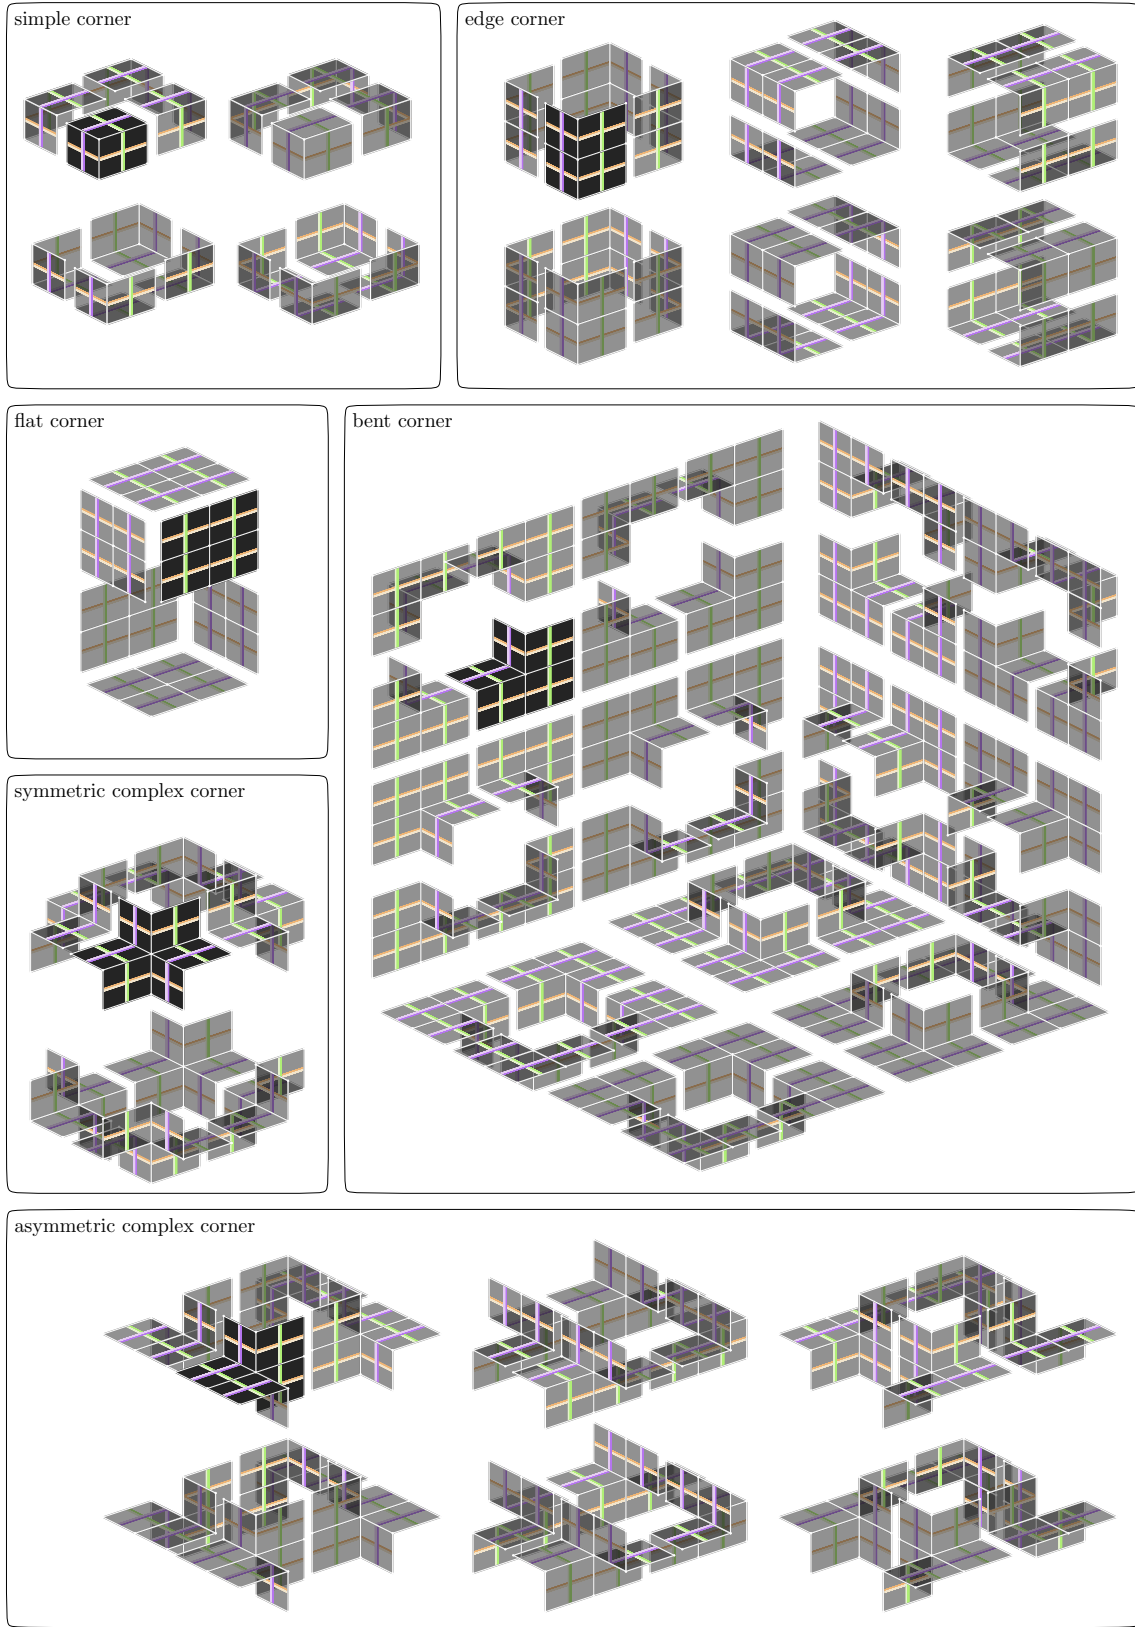 simple corner
edge corner
flat corner
bent corner
symmetric complex corner
asymmetric complex corner